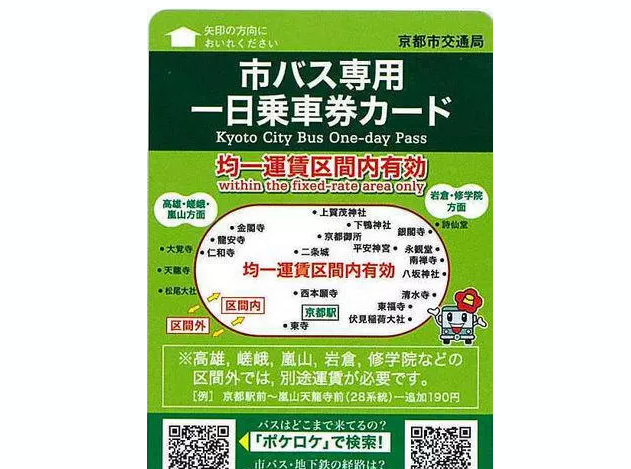 矢印の方向に
おいれください
京都市交通局
市バス専用
一日乗車券カード
Kyoto City Bus One-day Pass
均一運賃区間内有効
within the fixed-rate area only
高雄・嵯峨・
嵐山方面
岩倉・修学院
方面
・上賀茂神社
・金閣寺
・下鴨神社
銀閣寺・
・詩仙堂
・龍安寺
・京都御所
・大覚寺
・仁和寺
・二条城
平安神宮・
永観堂・
南禅寺・
・天龍寺
均一運賃区間内有効
八坂神社・
・松尾大社
・西本願寺
清水寺・
区間内
京都駅
東福寺・
区間外
・東寺
伏見稲荷大社・
※高雄, 嵯峨, 嵐山, 岩倉, 修学院などの
区間外では, 別途運賃が必要です。
［例］ 京都駅前～嵐山天龍寺前(28系統)―追加190円
バスはどこまで来てるの?
「ポケロケ」で検索!
市バス・地下鉄の経路は?